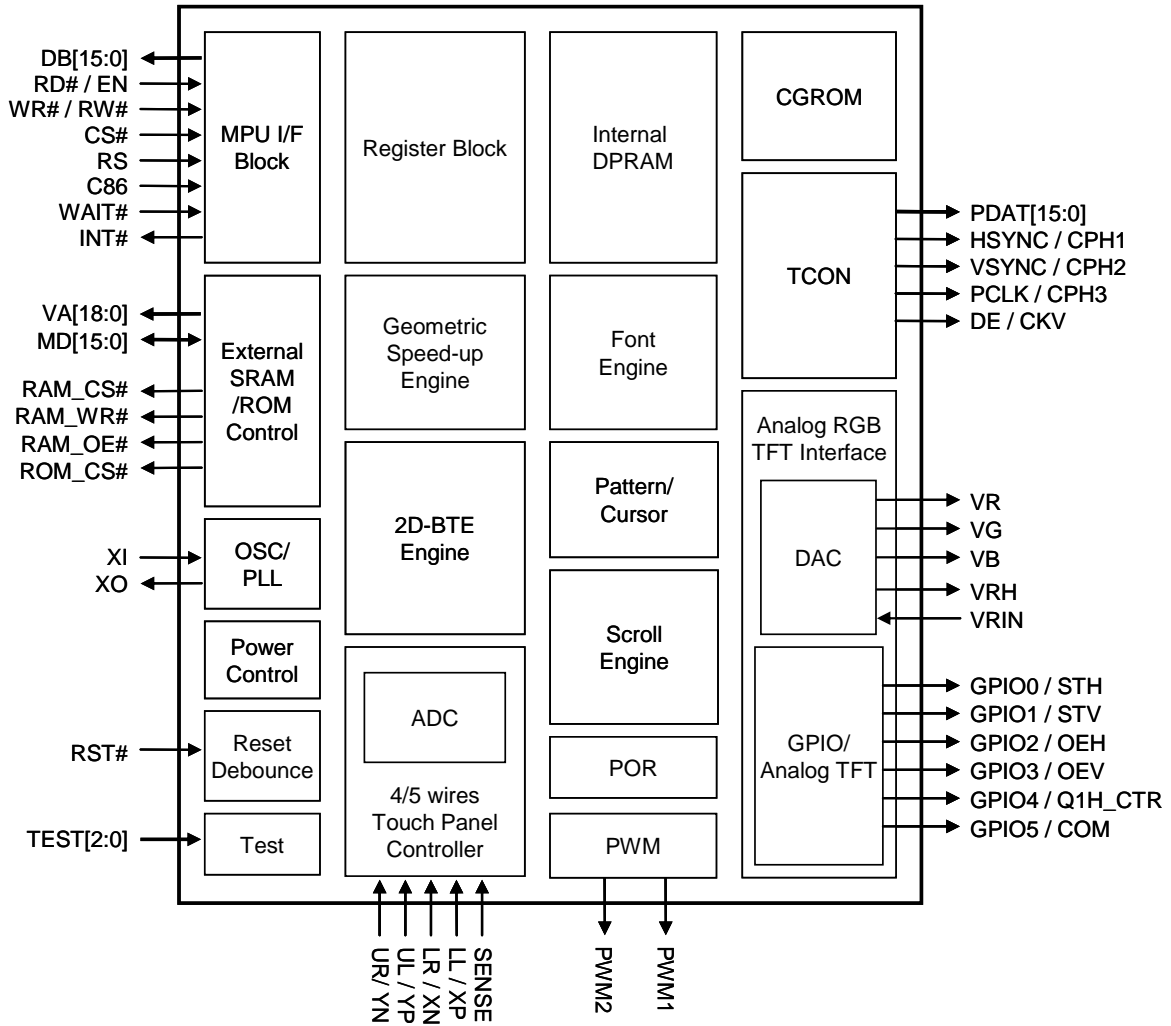 DB[15:0]
RD# / EN
WR# / RW#
CS#
RS
C86
WAIT#
INT#
MPU I/F
Block
Register Block
Internal
DPRAM
CGROM
TCON
PDAT[15:0]
HSYNC / CPH1
VSYNC / CPH2
PCLK / CPH3
DE / CKV
VA[18:0]
MD[15:0]
RAM_CS#
RAM_WR#
RAM_OE#
ROM_CS#
External
SRAM
/ROM
Control
Geometric
Speed-up
Engine
Font
Engine
Analog RGB
TFT Interface
DAC
VR
VG
VB
VRH
VRIN
2D-BTE
Engine
Pattern/
Cursor
XI
XO
OSC/
PLL
Power
Control
Scroll
Engine
RST#
Reset
Debounce
ADC
4/5 wires
Touch Panel
Controller
POR
GPIO/
Analog TFT
GPIO0 / STH
GPIO1 / STV
GPIO2 / OEH
GPIO3 / OEV
GPIO4 / Q1H_CTR
GPIO5 / COM
TEST[2:0]
Test
PWM
UR/ YN
UL / YP
LR / XN
LL / XP
SENSE
PWM2
PWM1